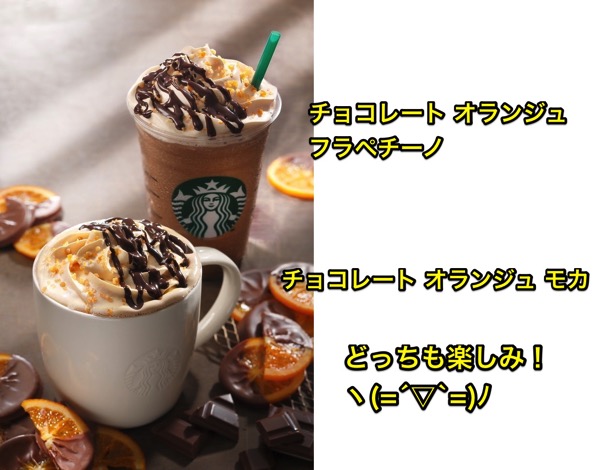 チョコレート オランジュ
フラペチーノ
チョコレート オランジュ モカ
どっちも楽しみ！
ヽ(=´▽`=)ﾉ